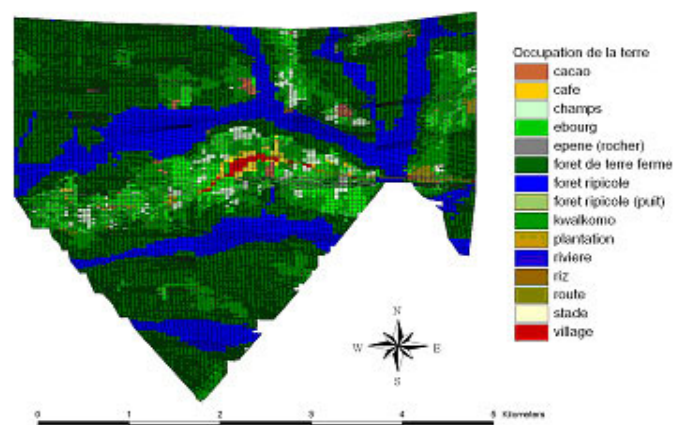 Occupation de la terre
cacao
cafe
champs
ebourg
epene (rocher)
foret de terre ferme
foret ripicole
foret ripicole (puit)
kwalkomo
plantation
riviere
riz
route
stade
village
N
W E
S
0 1 2 3 4 5 Kilometers